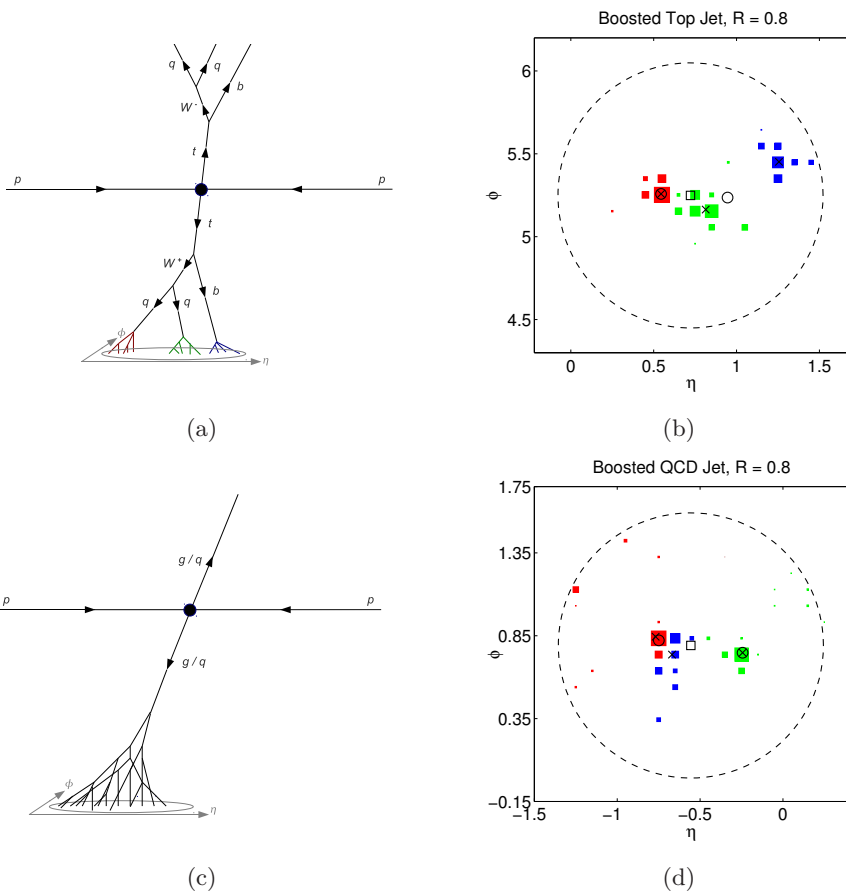 q
q
b
W⁻
t
p
p
t
W⁺
q
q
b
ϕ
η
(a)
Boosted Top Jet, R = 0.8
6
5.5
5
4.5
ϕ
0
0.5
1
1.5
η
(b)
g / q
p
p
g / q
ϕ
η
(c)
Boosted QCD Jet, R = 0.8
1.75
1.35
0.85
0.35
−0.15
ϕ
−1.5
−1
−0.5
0
η
(d)